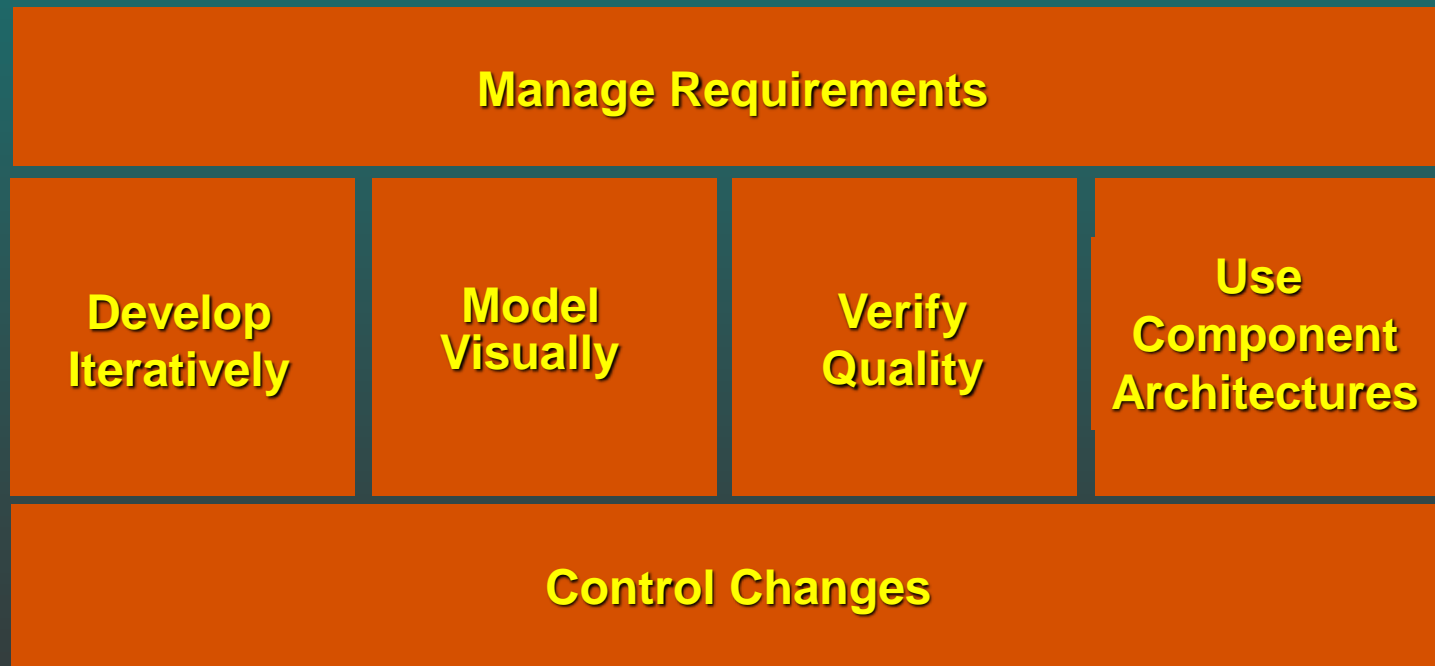 Manage Requirements
Develop
Iteratively
Model
Visually
Verify
Quality
Use
Component
Architectures
Control Changes